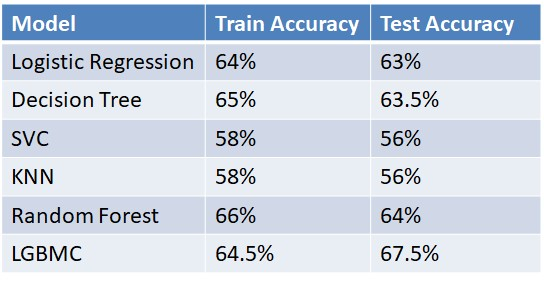 Model Train Accuracy Test Accuracy
Logistic Regression 64% 63%
Decision Tree 65% 63.5%
SVC 58% 56%
KNN 58% 56%
Random Forest 66% 64%
LGBMC 64.5% 67.5%